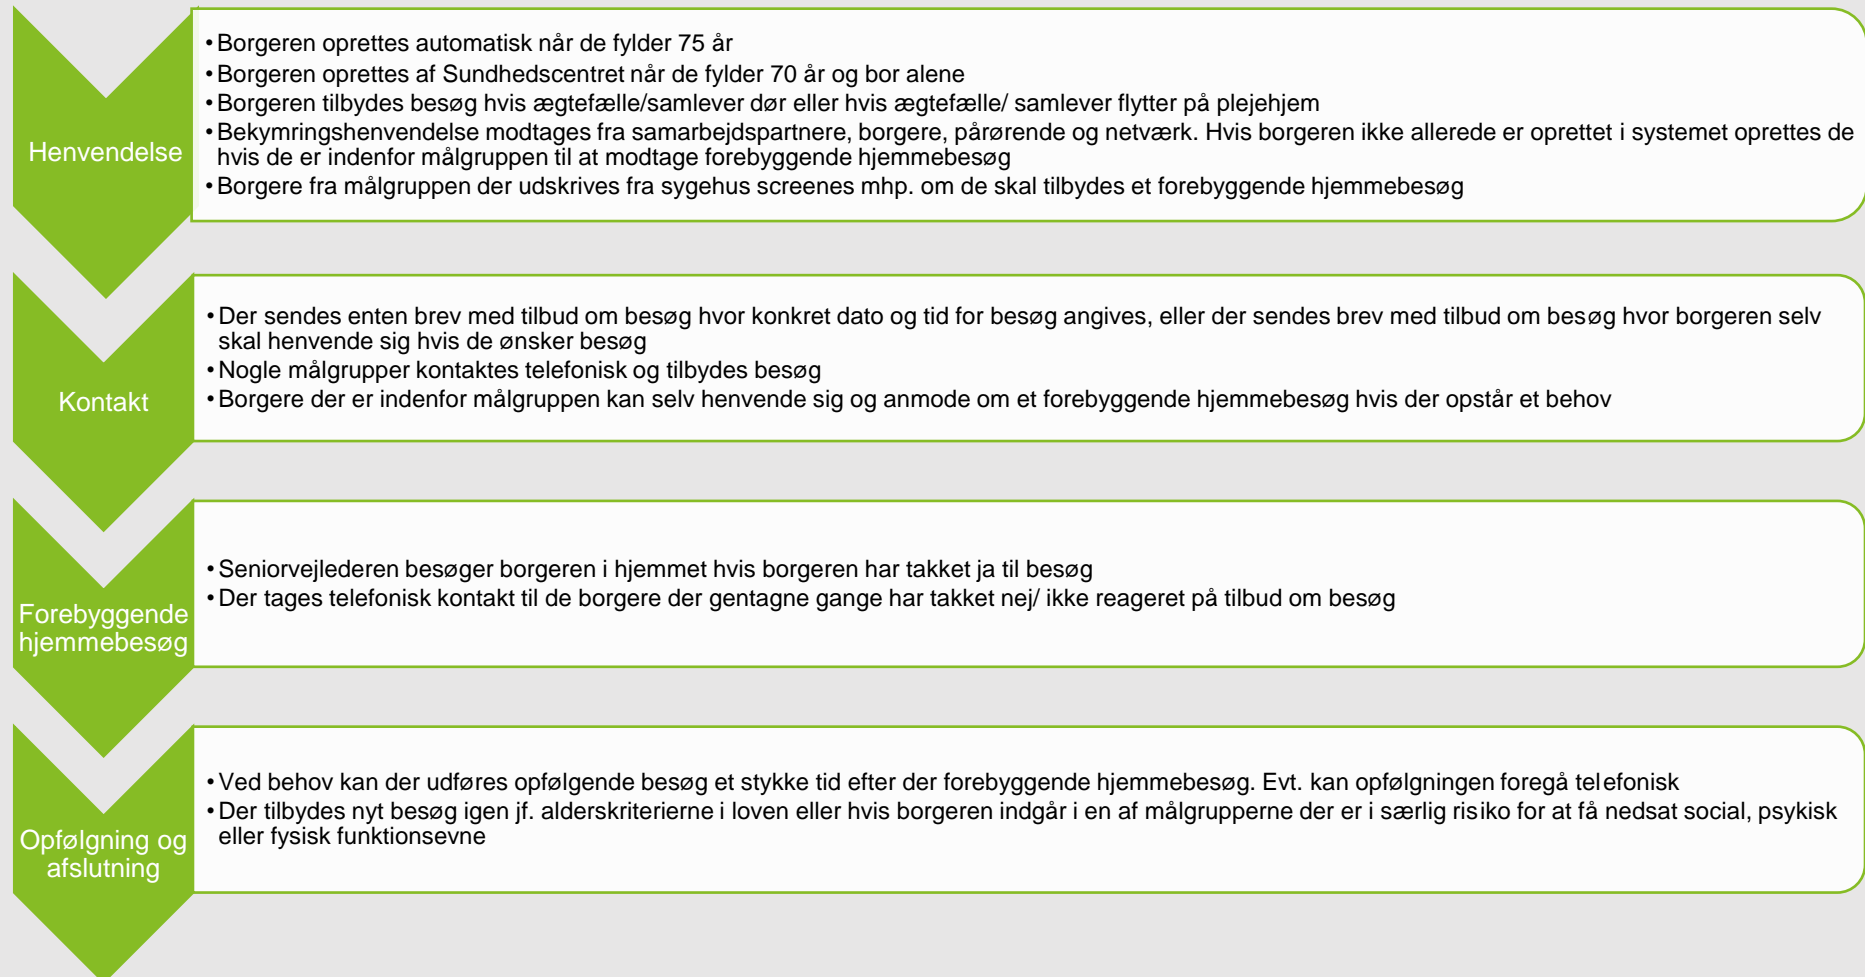 Henvendelse
•Borgeren oprettes automatisk når de fylder 75 år
•Borgeren oprettes af Sundhedscentret når de fylder 70 år og bor alene
•Borgeren tilbydes besøg hvis ægtefælle/samlever dør eller hvis ægtefælle/ samlever flytter på plejehjem
•Bekymringshenvendelse modtages fra samarbejdspartnere, borgere, pårørende og netværk. Hvis borgeren ikke allerede er oprettet i systemet oprettes de
hvis de er indenfor målgruppen til at modtage forebyggende hjemmebesøg
•Borgere fra målgruppen der udskrives fra sygehus screenes mhp. om de skal tilbydes et forebyggende hjemmebesøg
Kontakt
•Der sendes enten brev med tilbud om besøg hvor konkret dato og tid for besøg angives, eller der sendes brev med tilbud om besøg hvor borgeren selv
skal henvende sig hvis de ønsker besøg
•Nogle målgrupper kontaktes telefonisk og tilbydes besøg
•Borgere der er indenfor målgruppen kan selv henvende sig og anmode om et forebyggende hjemmebesøg hvis der opstår et behov
Forebyggende
hjemmebesøg
•Seniorvejlederen besøger borgeren i hjemmet hvis borgeren har takket ja til besøg
•Der tages telefonisk kontakt til de borgere der gentagne gange har takket nej/ ikke reageret på tilbud om besøg
Opfølgning og
afslutning
•Ved behov kan der udføres opfølgende besøg et stykke tid efter der forebyggende hjemmebesøg. Evt. kan opfølgningen foregå telefonisk
•Der tilbydes nyt besøg igen jf. alderskriterierne i loven eller hvis borgeren indgår i en af målgrupperne der er i særlig risiko for at få nedsat social, psykisk
eller fysisk funktionsevne